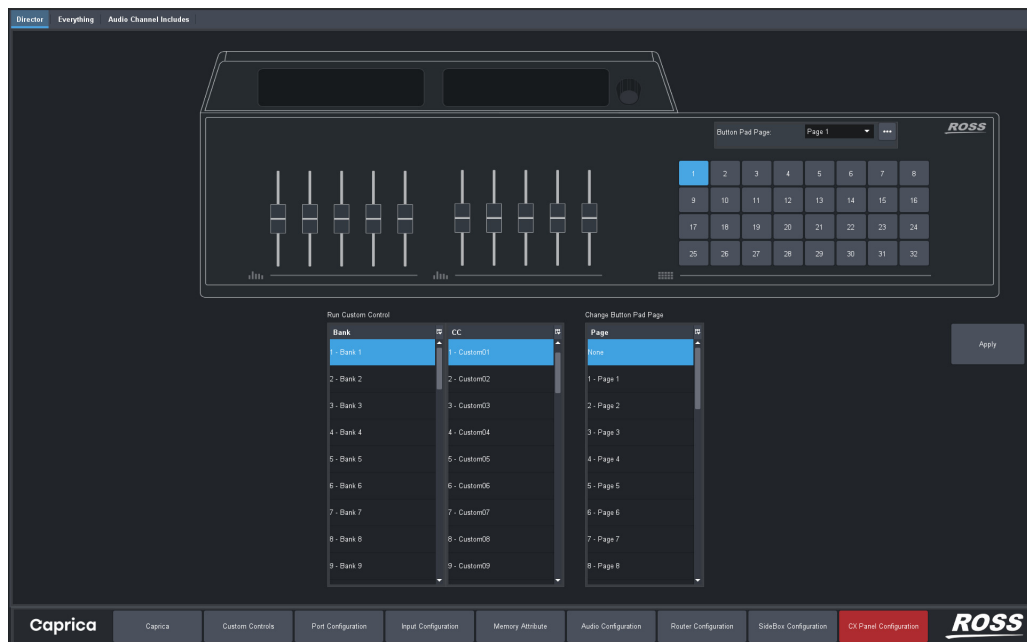 Director Everything Audio Channel Includes
Button Pad Page: Page 1 ••• ROSS
1 2 3 4 5 6 7 8
9 10 11 12 13 14 15 16
17 18 19 20 21 22 23 24
25 26 27 28 29 30 31 32
Run Custom Control Change Button Pad Page
Bank CC Page
1 - Bank 1 1 - Custom01 None
Apply
2 - Bank 2 2 - Custom02 1 - Page 1
3 - Bank 3 3 - Custom03 2 - Page 2
4 - Bank 4 4 - Custom04 3 - Page 3
5 - Bank 5 5 - Custom05 4 - Page 4
6 - Bank 6 6 - Custom06 5 - Page 5
7 - Bank 7 7 - Custom07 6 - Page 6
8 - Bank 8 8 - Custom08 7 - Page 7
9 - Bank 9 9 - Custom09 8 - Page 8
Caprica Caprica Custom Controls Port Configuration Input Configuration Memory Attribute Audio Configuration Router Configuration SideBox Configuration CX Panel Configuration ROSS